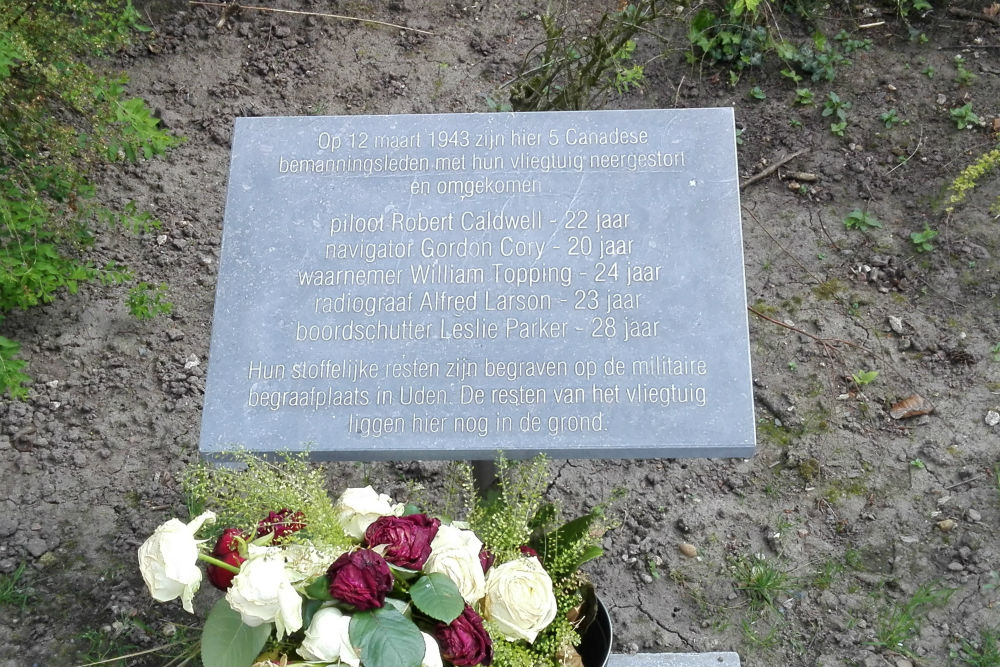 Op 12 maart 1943 zijn hier 5 Canadese
bemanningsleden met hun vliegtuig neergestort
en omgekomen
piloot Robert Caldwell - 22 jaar
navigator Gordon Cory - 20 jaar
waarnemer William Topping - 24 jaar
radiograaf Alfred Larson - 23 jaar
boordschutter Leslie Parker - 28 jaar
Hun stoffelijke resten zijn begraven op de militaire
begraafplaats in Uden. De resten van het vliegtuig
liggen hier nog in de grond.